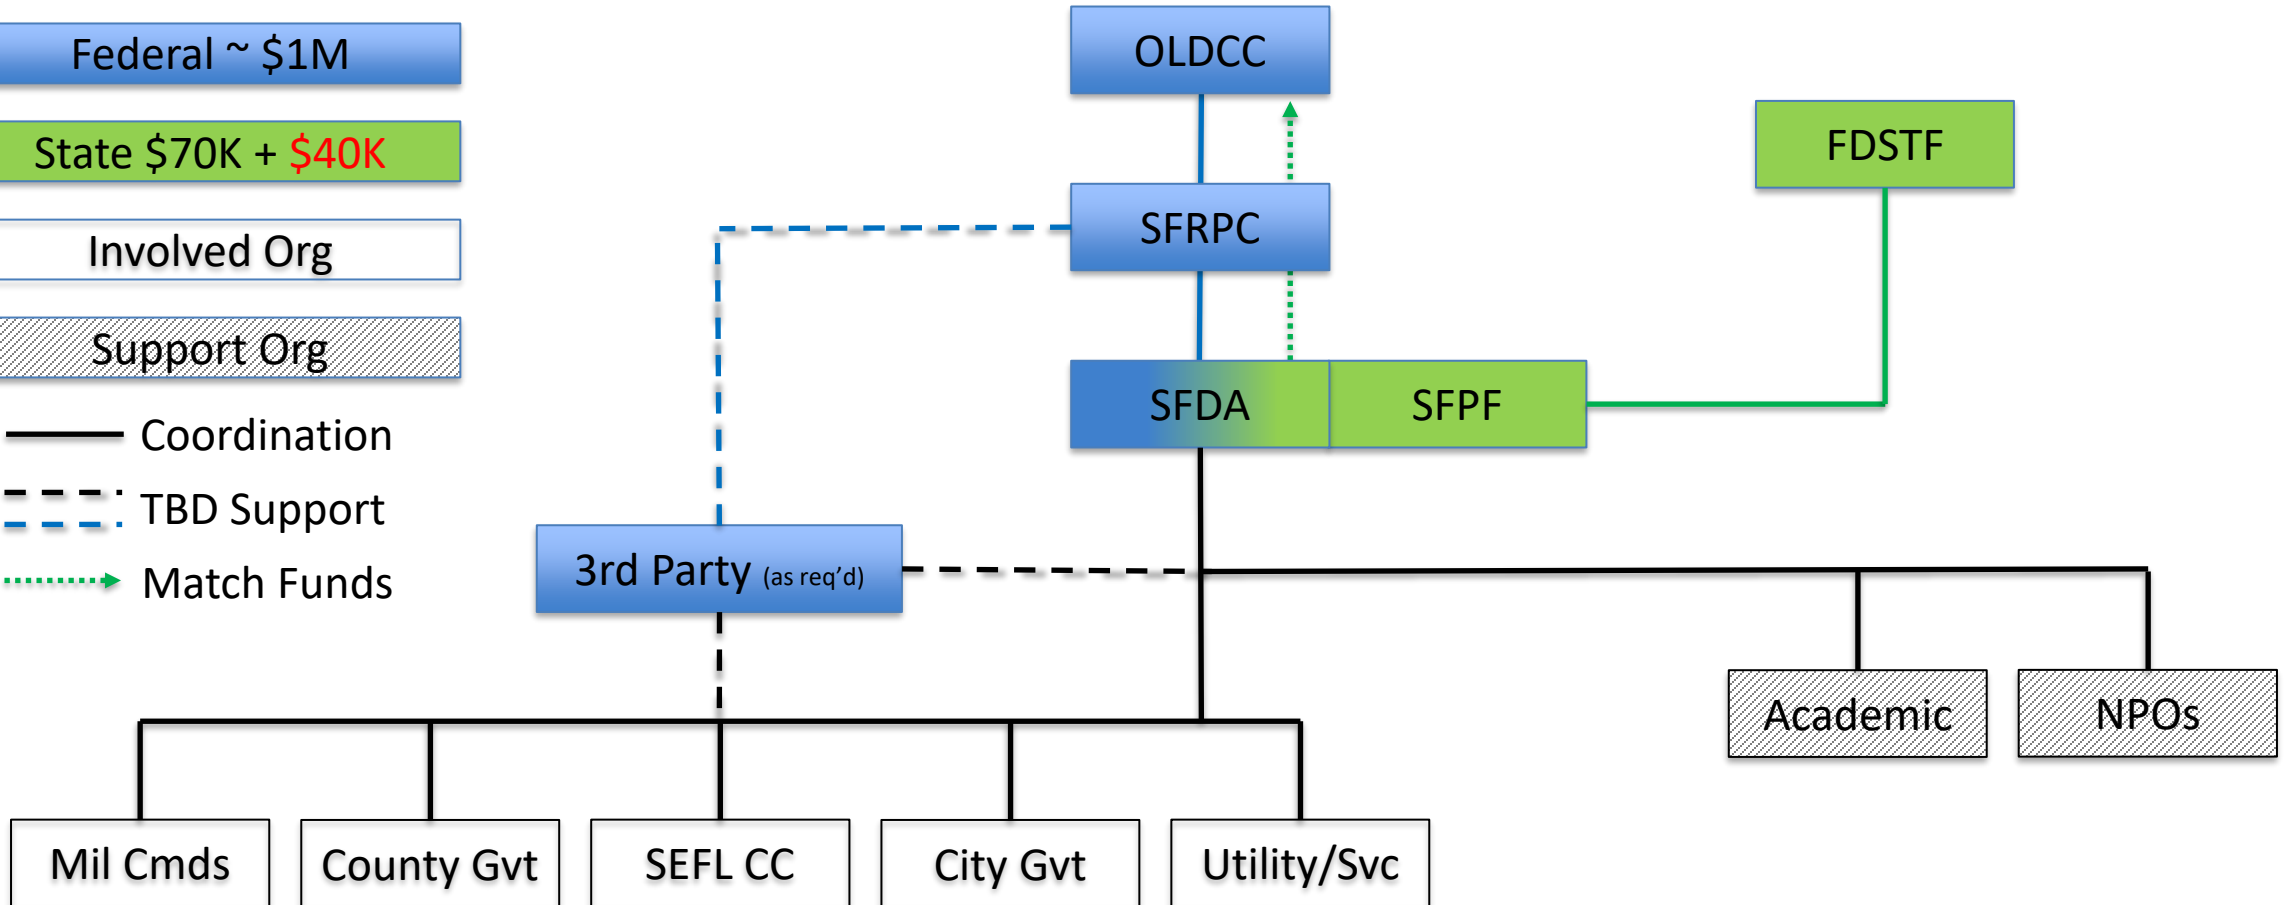 Federal ~ $1M
State $70K + $40K
Involved Org
Support Org
Coordination
TBD Support
Match Funds
OLDCC
FDSTF
SFRPC
SFDA
SFPF
3rd Party (as req’d)
Academic
NPOs
Mil Cmds
County Gvt
SEFL CC
City Gvt
Utility/Svc